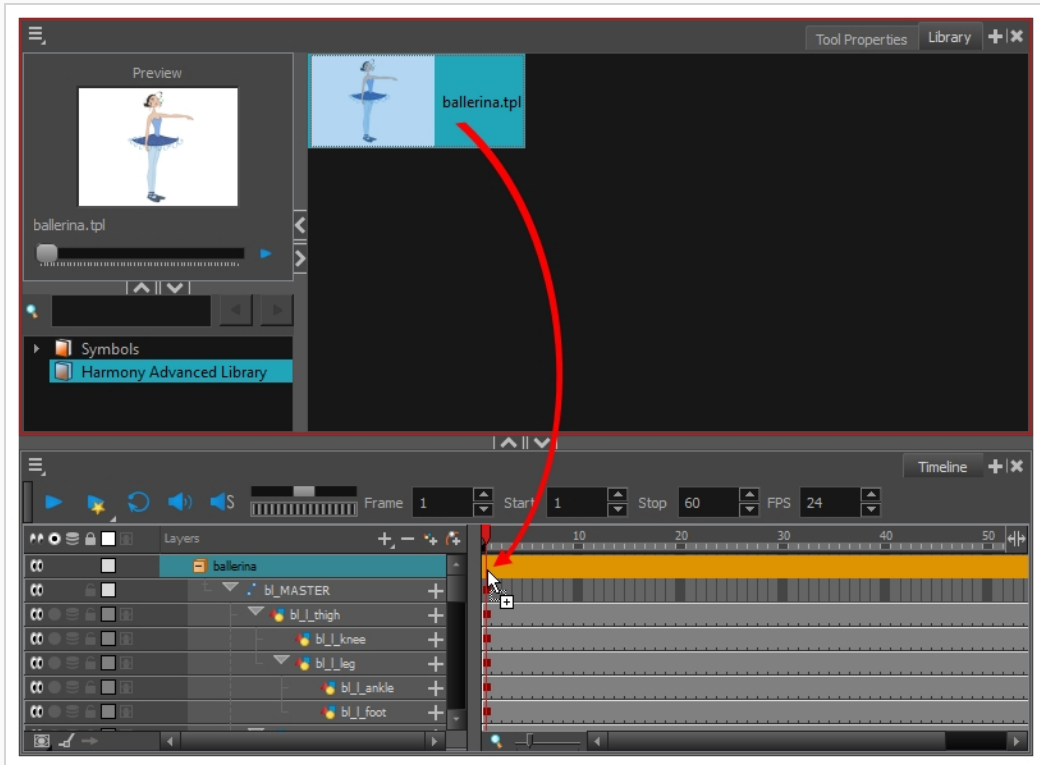 Tool Properties
Library
Preview
ballerina.tpl
ballerina.tpl
Symbols
Harmony Advanced Library
Timeline
S
Frame 1 Start 1 Stop 60 FPS 24
Layers
10 20 30 40 50
ballerina
bl_MASTER
bl_l_thigh
bl_l_knee
bl_l_leg
bl_l_ankle
bl_l_foot